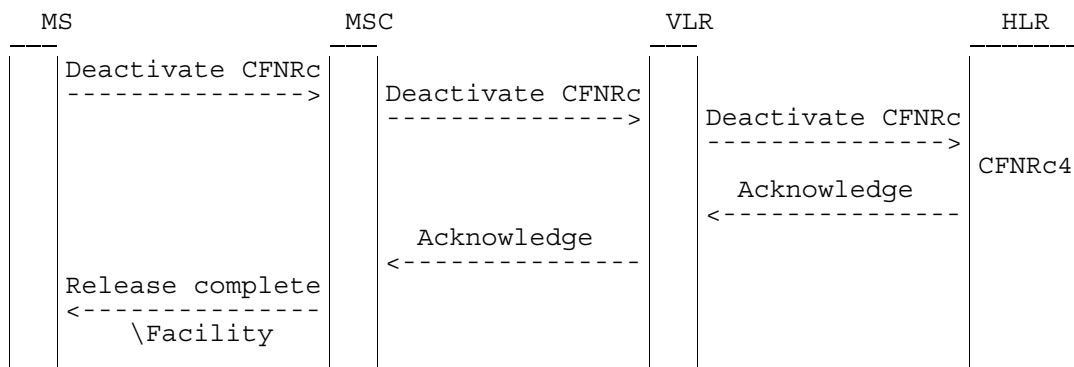 MS MSC VLR HLR
Deactivate CFNRc
Deactivate CFNRc
Deactivate CFNRc
CFNRc4
Acknowledge
Acknowledge
Release complete
\Facility